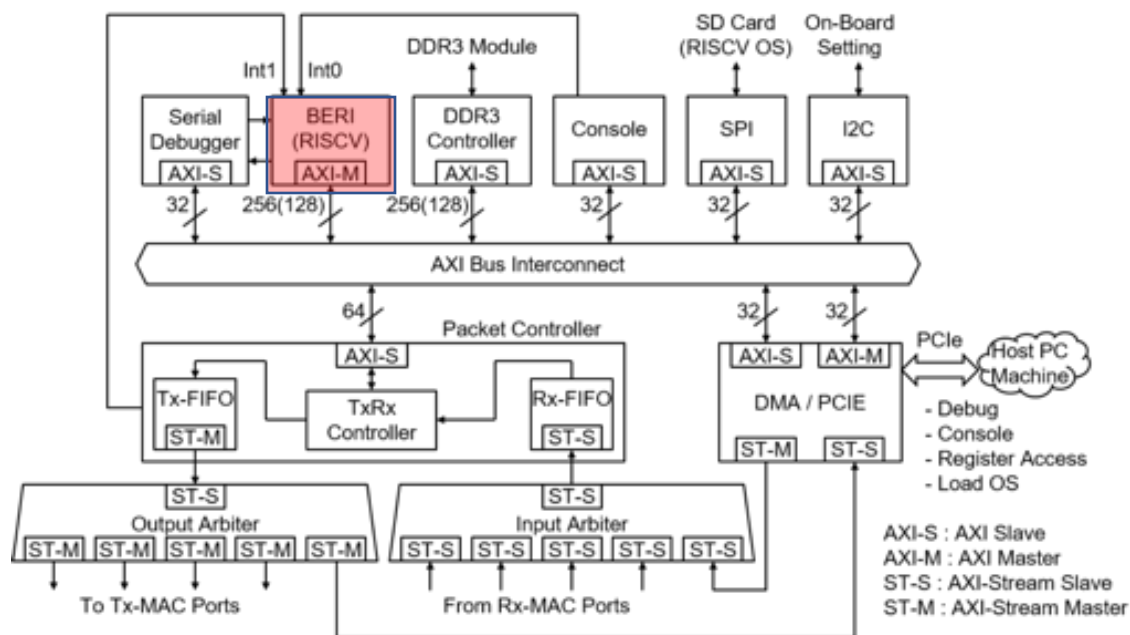 SD Card
(RISCV OS)
On-Board
Setting
DDR3 Module
Int1
Int0
Serial
Debugger
AXI-S
BERI
(RISCV)
AXI-M
DDR3
Controller
AXI-S
Console
AXI-S
SPI
AXI-S
I2C
AXI-S
32
256(128)
256(128)
32
32
32
AXI Bus Interconnect
64
32
32
Packet Controller
AXI-S
Tx-FIFO
ST-M
TxRx
Controller
Rx-FIFO
ST-S
AXI-S
AXI-M
DMA / PCIE
ST-M
ST-S
PCIe
Host PC
Machine
- Debug
- Console
- Register Access
- Load OS
ST-S
Output Arbiter
ST-M
ST-M
ST-M
ST-M
ST-M
ST-S
Input Arbiter
ST-S
ST-S
ST-S
ST-S
ST-S
To Tx-MAC Ports
From Rx-MAC Ports
AXI-S : AXI Slave
AXI-M : AXI Master
ST-S : AXI-Stream Slave
ST-M : AXI-Stream Master